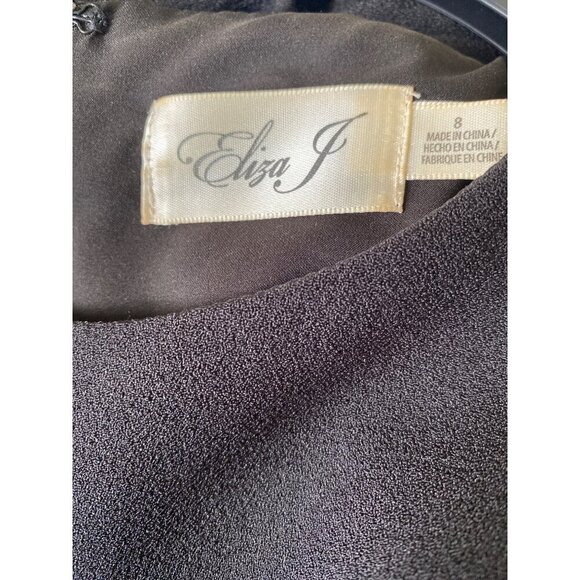 Eliza J
8
MADE IN CHINA /
HECHO EN CHINA /
FABRIQUE EN CHINE